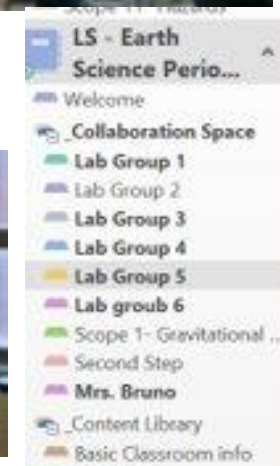 LS - Earth
Science Perio...
Welcome
_Collaboration Space
Lab Group 1
Lab Group 2
Lab Group 3
Lab Group 4
Lab Group 5
Lab groub 6
Scope 1- Gravitational ...
Second Step
Mrs. Bruno
_Content Library
Basic Classroom info